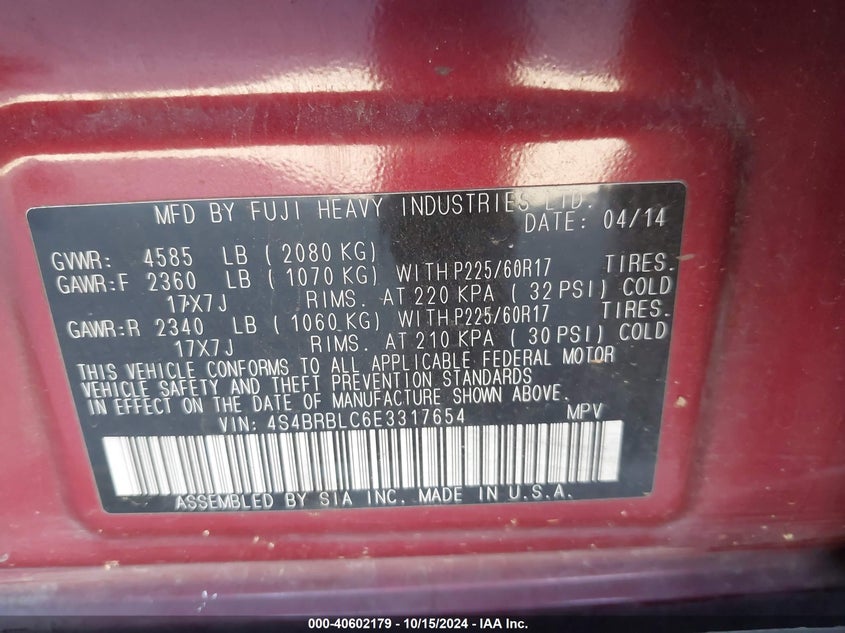 MFD BY FUJI HEAVY INDUSTRIES LTD.
DATE: 04/14
GVWR: 4585 LB ( 2080 KG)
GAWR:F 2360 LB ( 1070 KG) WITH P225/60R17 TIRES.
17X7J RIMS. AT 220 KPA ( 32 PSI) COLD
GAWR:R 2340 LB ( 1060 KG) WITH P225/60R17 TIRES.
17X7J RIMS. AT 210 KPA ( 30 PSI) COLD
THIS VEHICLE CONFORMS TO ALL APPLICABLE FEDERAL MOTOR
VEHICLE SAFETY AND THEFT PREVENTION STANDARDS
IN EFFECT ON THE DATE OF MANUFACTURE SHOWN ABOVE.
VIN: 4S4BRBLC6E3317654 MPV
ASSEMBLED BY SIA INC. MADE IN U.S.A.
000-40602179 - 10/15/2024 - IAA Inc.